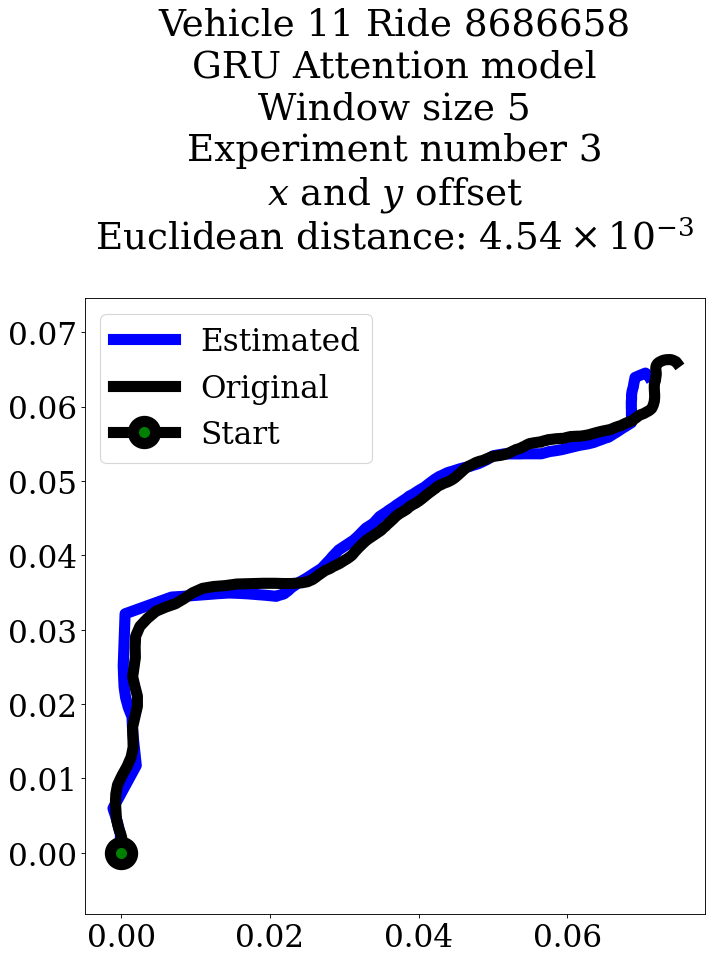 Vehicle 11 Ride 8686658
GRU Attention model
Window size 5
Experiment number 3
x and y offset
Euclidean distance: 4.54 × 10⁻³
Estimated
Original
Start
0.07
0.06
0.05
0.04
0.03
0.02
0.01
0.00
0.00 0.02 0.04 0.06